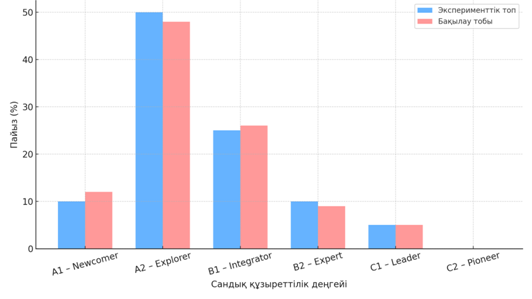 Эксперименттік топ
Бақылау тобы
Пайыз (%)
50
40
30
20
10
0
A1 – Newcomer
A2 – Explorer
B1 – Integrator
B2 – Expert
C1 – Leader
C2 – Pioneer
Сандық құзыреттілік деңгейі